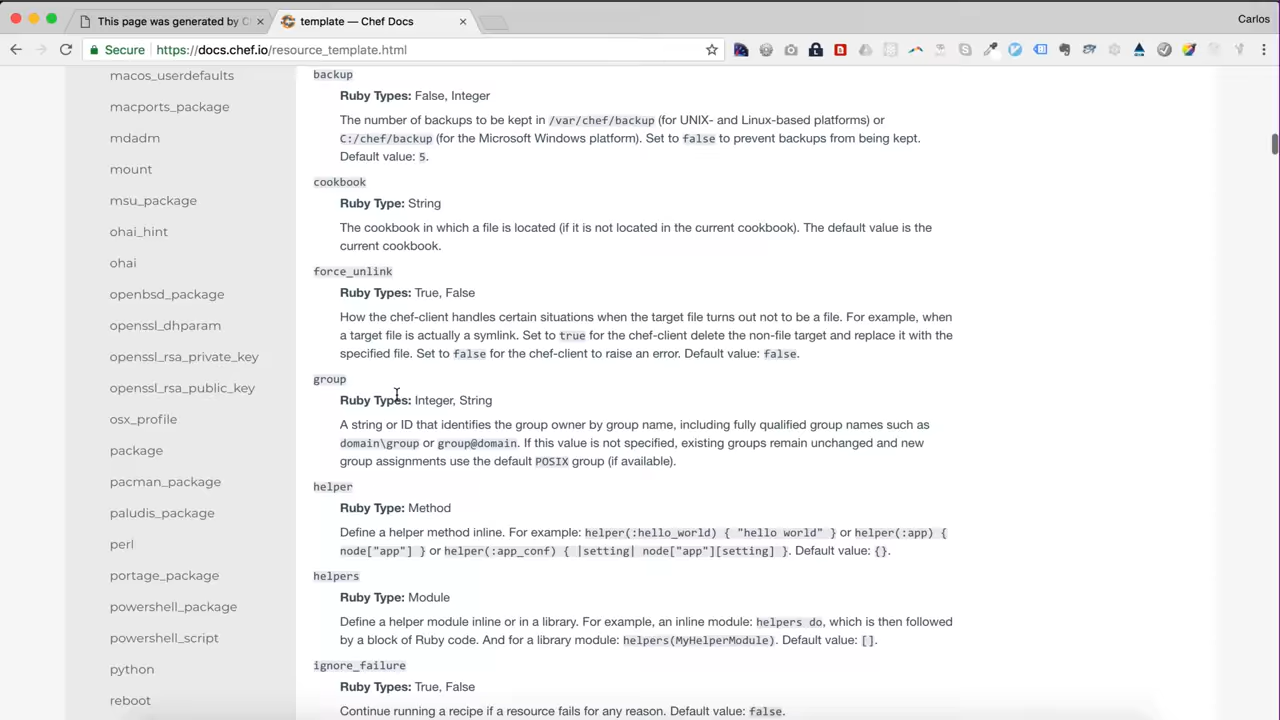 This page was generated by C
template — Chef Docs
Carlos
Secure
https://docs.chef.io/resource_template.html
macos_userdefaults
macports_package
mdadm
mount
msu_package
ohai_hint
ohai
openbsd_package
openssl_dhparam
openssl_rsa_private_key
openssl_rsa_public_key
osx_profile
package
pacman_package
paludis_package
perl
portage_package
powershell_package
powershell_script
python
reboot
backup
Ruby Types: False, Integer
The number of backups to be kept in /var/chef/backup (for UNIX- and Linux-based platforms) or
C:/chef/backup (for the Microsoft Windows platform). Set to false to prevent backups from being kept.
Default value: 5.
cookbook
Ruby Type: String
The cookbook in which a file is located (if it is not located in the current cookbook). The default value is the
current cookbook.
force_unlink
Ruby Types: True, False
How the chef-client handles certain situations when the target file turns out not to be a file. For example, when
a target file is actually a symlink. Set to true for the chef-client delete the non-file target and replace it with the
specified file. Set to false for the chef-client to raise an error. Default value: false.
group
Ruby Types: Integer, String
A string or ID that identifies the group owner by group name, including fully qualified group names such as
domain\group or group@domain. If this value is not specified, existing groups remain unchanged and new
group assignments use the default POSIX group (if available).
helper
Ruby Type: Method
Define a helper method inline. For example: helper(:hello_world) { "hello world" } or helper(:app) {
node["app"] } or helper(:app_conf) { |setting| node["app"][setting] }. Default value: {}.
helpers
Ruby Type: Module
Define a helper module inline or in a library. For example, an inline module: helpers do, which is then followed
by a block of Ruby code. And for a library module: helpers(MyHelperModule). Default value: [].
ignore_failure
Ruby Types: True, False
Continue running a recipe if a resource fails for any reason. Default value: false.